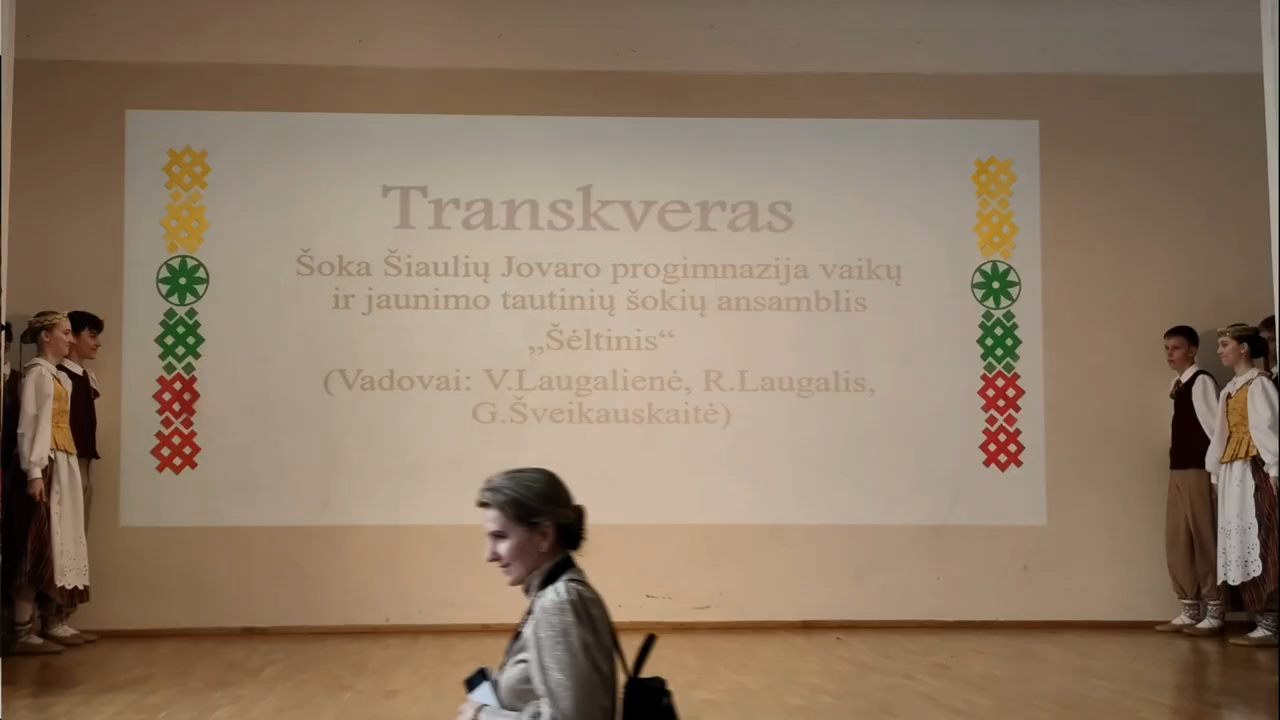 Transkveras
Šoka Šiaulių Jovaro progimnazija vaikų
ir jaunimo tautinių šokių ansamblis
„Šėltinis“
(Vadovai: V.Laugalienė, R.Laugalis,
G.Šveikauskaitė)